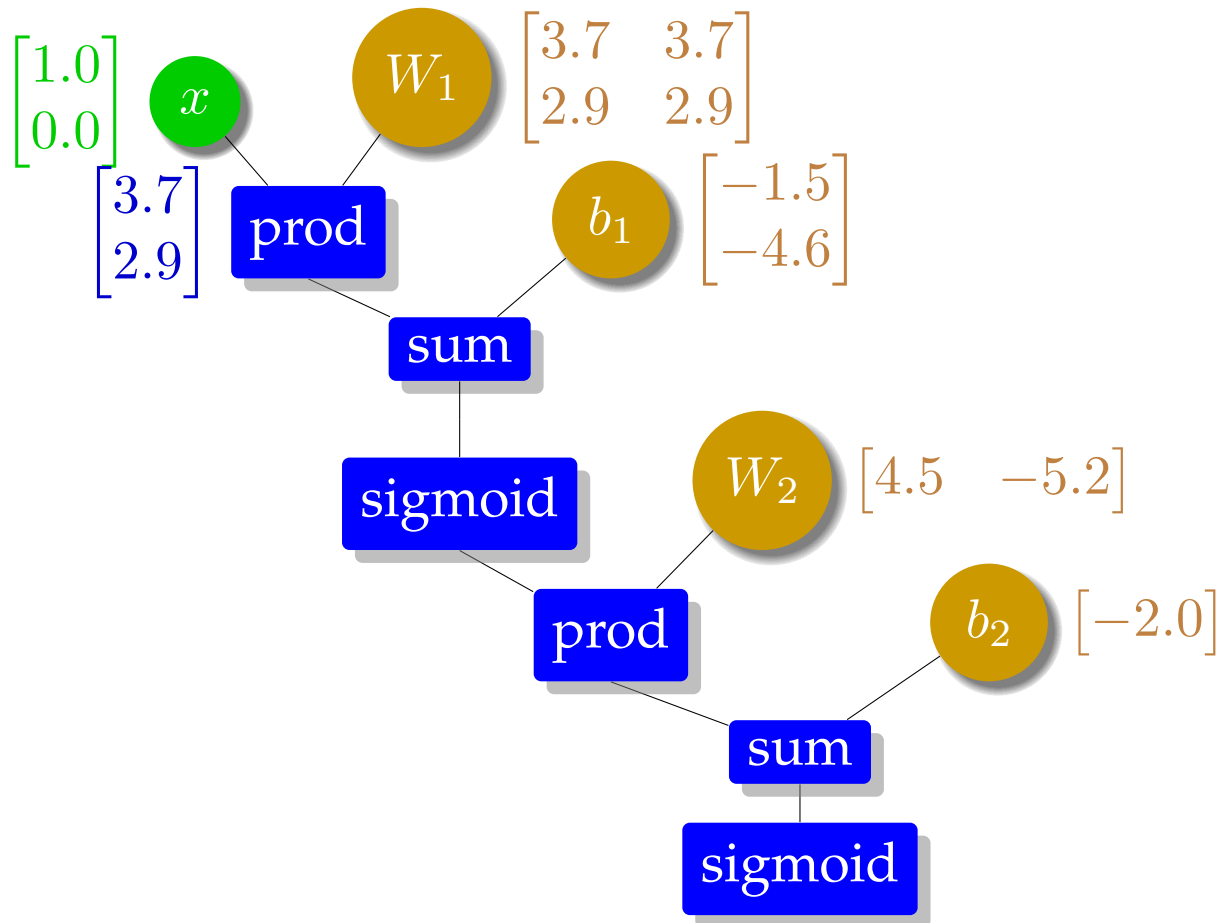 [1.0
0.0]
x
W₁
[3.7 3.7
2.9 2.9]
[3.7
2.9]
prod
b₁
[−1.5
−4.6]
sum
sigmoid
W₂
[4.5 −5.2]
prod
b₂
[−2.0]
sum
sigmoid